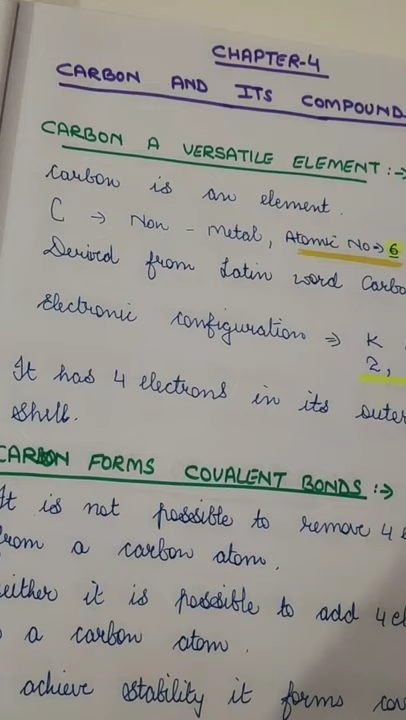 CHAPTER-4
CARBON AND ITS COMPOUND
CARBON A VERSATILE ELEMENT :→
Carbon is an element.
C → Non - Metal, Atomic No → 6
Derived from Latin word Carbo
Electronic configuration ⇒ K
2,
It has 4 electrons in its outer
shell.
CARBON FORMS COVALENT BONDS :→
It is not possible to remove 4 e
from a carbon atom.
either it is possible to add 4 el
a carbon atom.
achieve stability it forms cov